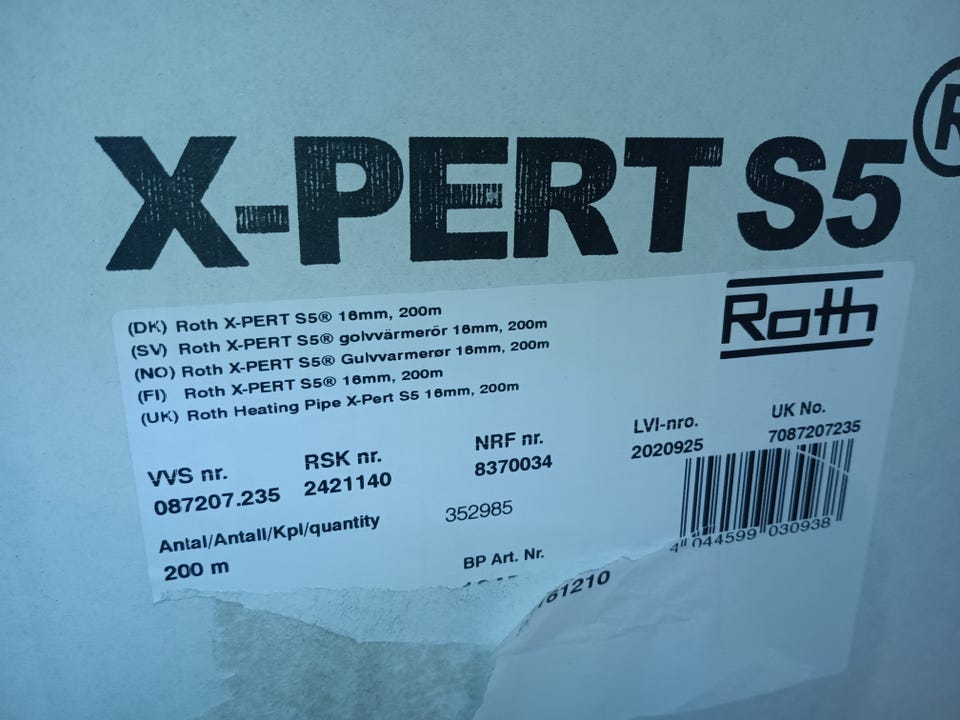 X-PERT S5®
Roth
(DK) Roth X-PERT S5® 16mm, 200m
(SV) Roth X-PERT S5® golvvärmerör 16mm, 200m
(NO) Roth X-PERT S5® Gulvvarmerør 16mm, 200m
(FI) Roth X-PERT S5® 16mm, 200m
(UK) Roth Heating Pipe X-Pert S5 16mm, 200m
VVS nr. RSK nr. NRF nr. LVI-nro. UK No.
087207.235 2421140 8370034 2020925 7087207235
Antal/Antall/Kpl/quantity 352985
200 m BP Art. Nr.
4 044599 030938
161210